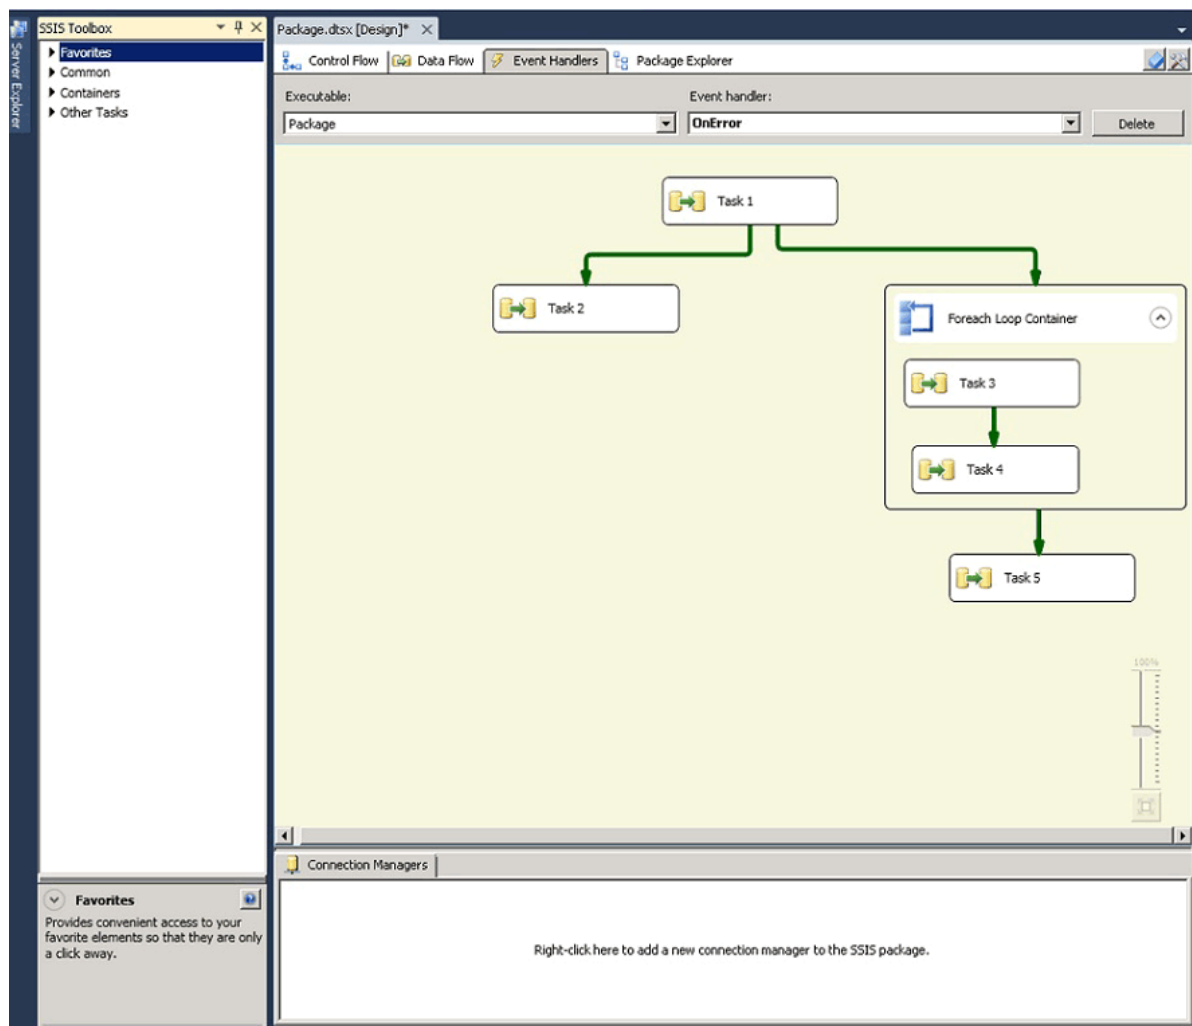 SSIS Toolbox
Server Explorer
Favorites
Common
Containers
Other Tasks
Package.dtsx [Design]*
Control Flow
Data Flow
Event Handlers
Package Explorer
Executable:
Event handler:
Package
OnError
Delete
Task 1
Task 2
Foreach Loop Container
Task 3
Task 4
Task 5
100%
Connection Managers
Right-click here to add a new connection manager to the SSIS package.
Favorites
Provides convenient access to your
favorite elements so that they are only
a click away.